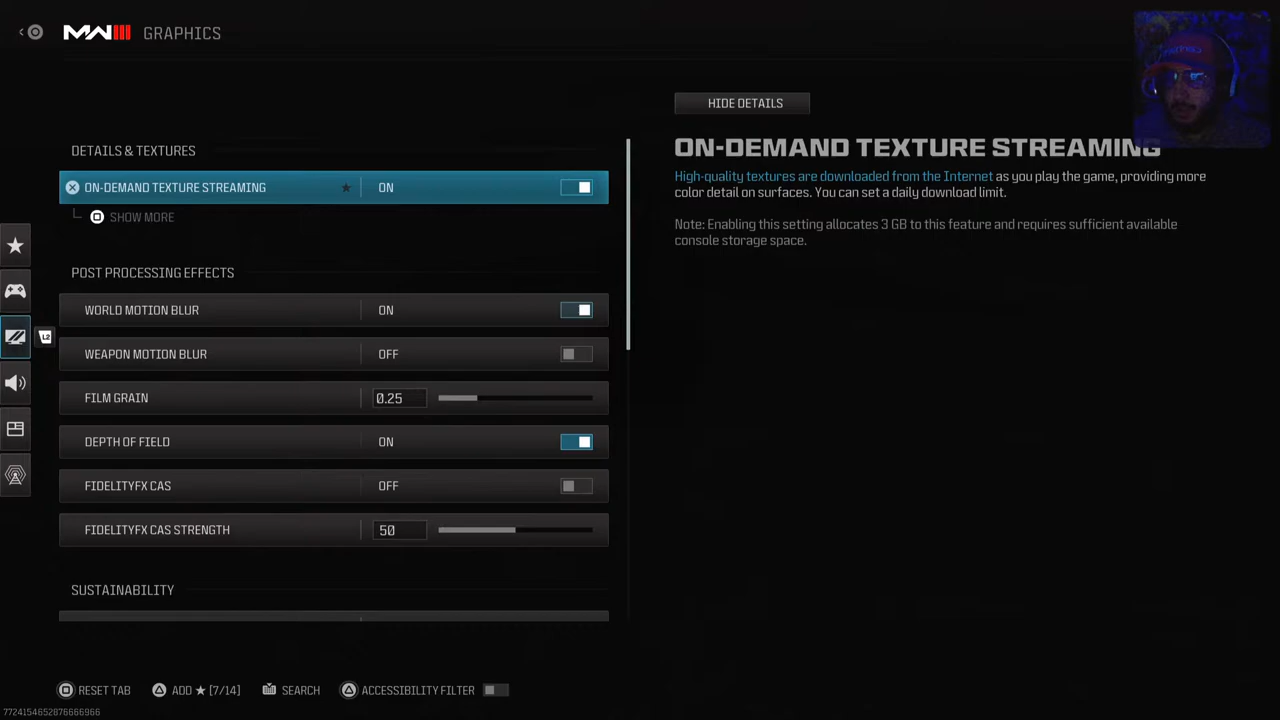 MWIII GRAPHICS
HIDE DETAILS
DETAILS & TEXTURES
ON-DEMAND TEXTURE STREAMING ON
SHOW MORE
POST PROCESSING EFFECTS
WORLD MOTION BLUR ON
L2
WEAPON MOTION BLUR OFF
FILM GRAIN 0.25
DEPTH OF FIELD ON
FIDELITYFX CAS OFF
FIDELITYFX CAS STRENGTH 50
SUSTAINABILITY
ON-DEMAND TEXTURE STREAMING
High-quality textures are downloaded from the Internet as you play the game, providing more
color detail on surfaces. You can set a daily download limit.
Note: Enabling this setting allocates 3 GB to this feature and requires sufficient available
console storage space.
RESET TAB ADD ★ [7/14] SEARCH ACCESSIBILITY FILTER
7724154652876666966